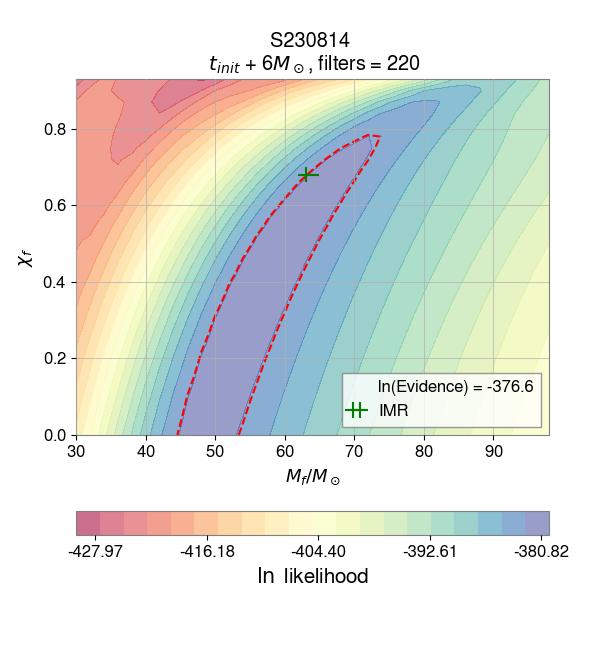 S230814
t_init + 6M_⊙, filters = 220
0.8
0.6
0.4
0.2
0.0
χ_f
30 40 50 60 70 80 90
M_f/M_⊙
ln(Evidence) = -376.6
IMR
-427.97 -416.18 -404.40 -392.61 -380.82
ln likelihood